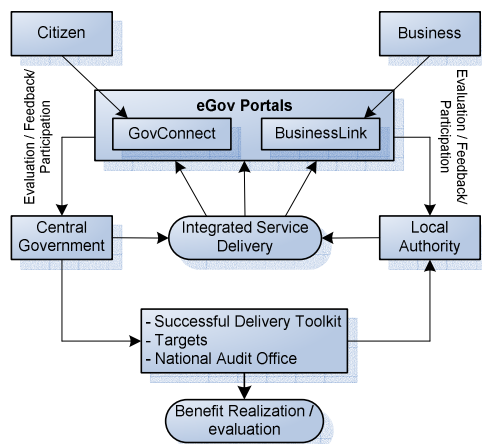 Citizen
Business
Evaluation / Feedback/
Participation
Evaluation / Feedback/
Participation
eGov Portals
GovConnect
BusinessLink
Central
Government
Integrated Service
Delivery
Local
Authority
- Successful Delivery Toolkit
- Targets
- National Audit Office
Benefit Realization /
evaluation